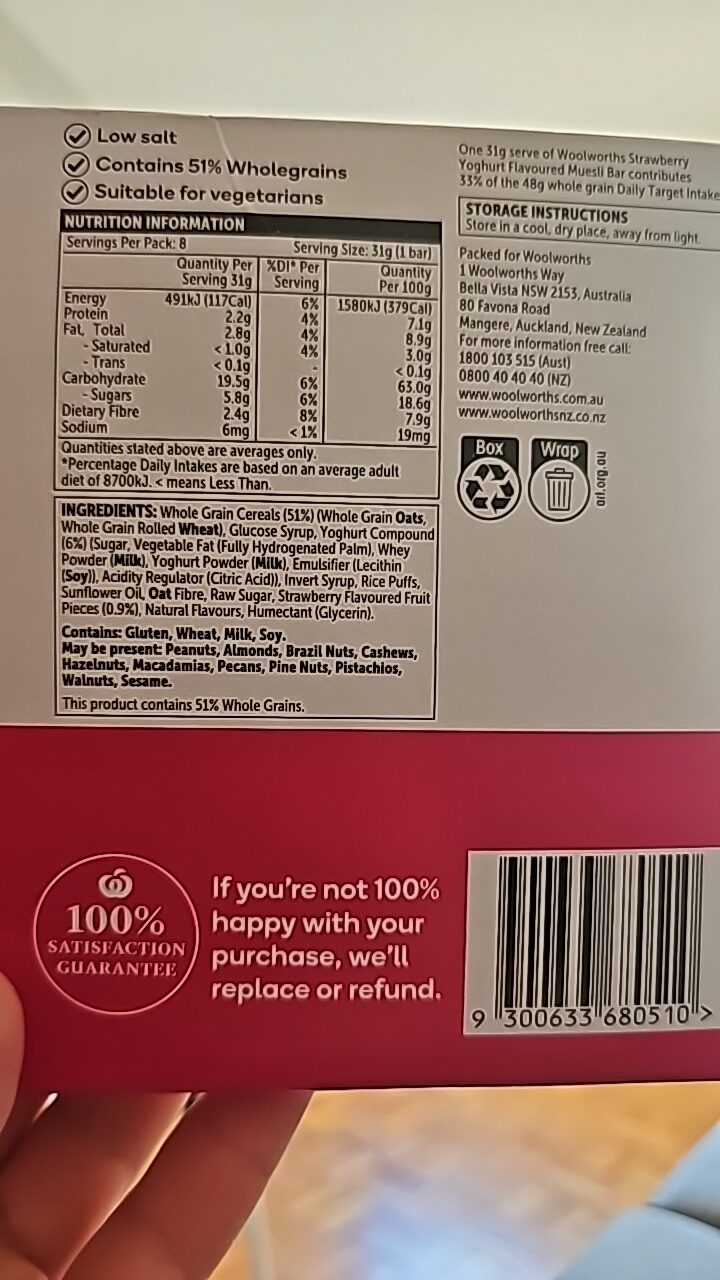 Low salt
Contains 51% Wholegrains
Suitable for vegetarians
NUTRITION INFORMATION
Servings Per Pack: 8 Serving Size: 31g (1 bar)
Quantity Per Serving 31g %DI* Per Serving Quantity Per 100g
Energy 491kJ (117Cal) 6% 1580kJ (379Cal)
Protein 2.2g 4% 7.1g
Fat, Total 2.8g 4% 8.9g
- Saturated <1.0g 4% 3.0g
- Trans <0.1g - <0.1g
Carbohydrate 19.5g 6% 63.0g
- Sugars 5.8g 6% 18.6g
Dietary Fibre 2.4g 8% 7.9g
Sodium 6mg <1% 19mg
Quantities stated above are averages only.
*Percentage Daily Intakes are based on an average adult
diet of 8700kJ. < means Less Than.
INGREDIENTS: Whole Grain Cereals (51%) (Whole Grain Oats,
Whole Grain Rolled Wheat), Glucose Syrup, Yoghurt Compound
(6%) (Sugar, Vegetable Fat (Fully Hydrogenated Palm), Whey
Powder (Milk), Yoghurt Powder (Milk), Emulsifier (Lecithin
(Soy)), Acidity Regulator (Citric Acid)), Invert Syrup, Rice Puffs,
Sunflower Oil, Oat Fibre, Raw Sugar, Strawberry Flavoured Fruit
Pieces (0.9%), Natural Flavours, Humectant (Glycerin).
Contains: Gluten, Wheat, Milk, Soy.
May be present: Peanuts, Almonds, Brazil Nuts, Cashews,
Hazelnuts, Macadamias, Pecans, Pine Nuts, Pistachios,
Walnuts, Sesame.
This product contains 51% Whole Grains.
One 31g serve of Woolworths Strawberry
Yoghurt Flavoured Muesli Bar contributes
33% of the 48g whole grain Daily Target Intake
STORAGE INSTRUCTIONS
Store in a cool, dry place, away from light.
Packed for Woolworths
1 Woolworths Way
Bella Vista NSW 2153, Australia
80 Favona Road
Mangere, Auckland, New Zealand
For more information free call:
1800 103 515 (Aust)
0800 40 40 40 (NZ)
www.woolworths.com.au
www.woolworthsnz.co.nz
Box Wrap
arl.org.au
100%
SATISFACTION
GUARANTEE
If you're not 100%
happy with your
purchase, we'll
replace or refund.
9 300633 680510 >